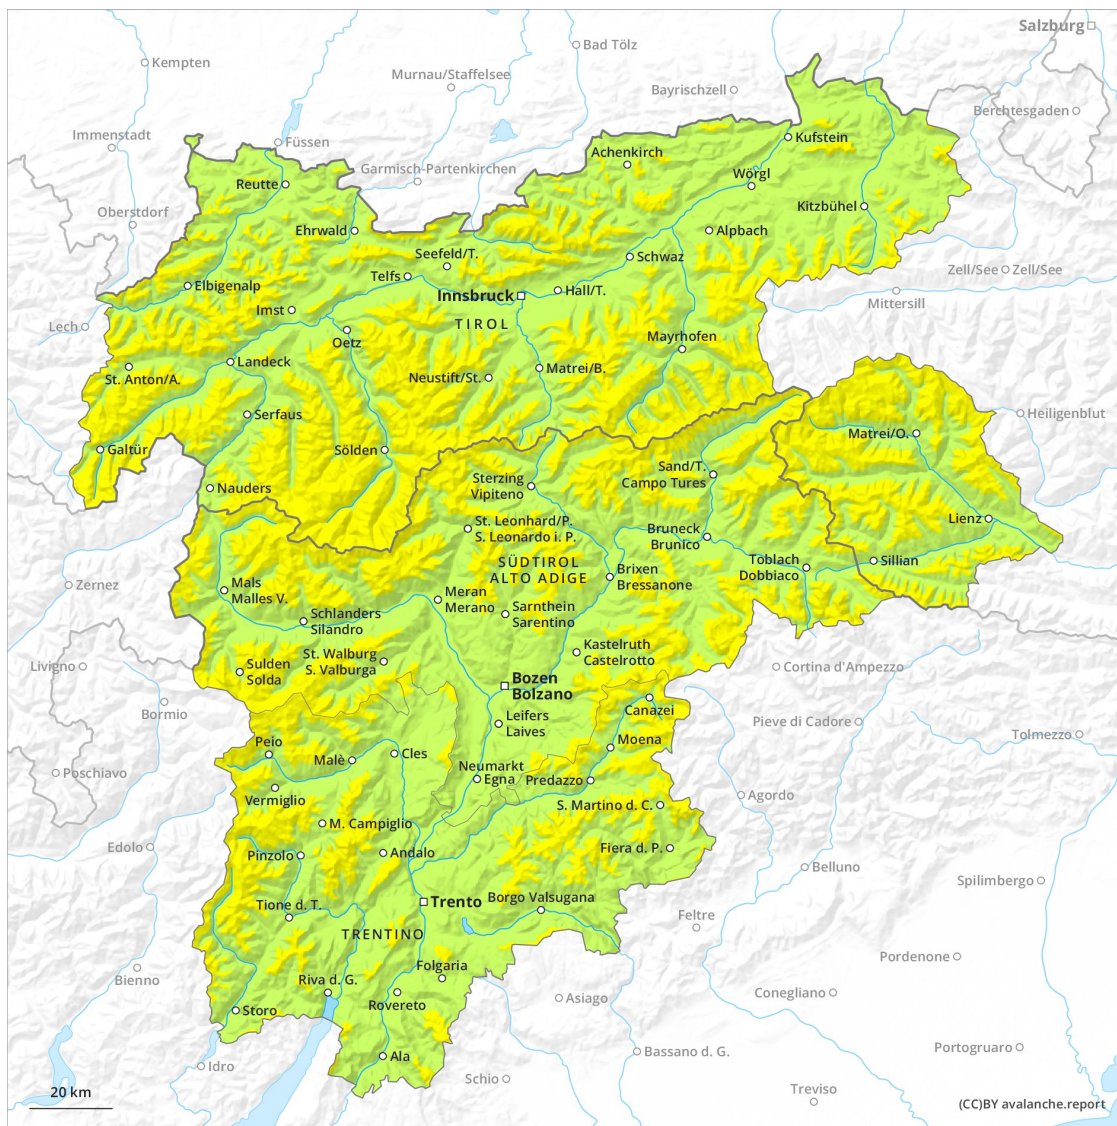 Salzburg
Bad Tölz
Kempten
Murnau/Staffelsee
Bayrischzell
Berchtesgaden
Immenstadt
Füssen
Kufstein
Achenkirch
Garmisch-Partenkirchen
Wörgl
Reutte
Kitzbühel
Oberstdorf
Ehrwald
Alpbach
Seefeld/T.
Schwaz
Telfs
Zell/See
Zell/See
Elbigenalp
Innsbruck
Hall/T.
Mittersill
Imst
TIROL
Lech
Oetz
Mayrhofen
Landeck
Matrei/B.
St. Anton/A.
Neustift/St.
Serfaus
Heiligenblut
Matrei/O.
Galtür
Sölden
Sand/T.
Campo Tures
Sterzing
Vipiteno
Nauders
Lienz
St. Leonhard/P.
S. Leonardo i. P.
Bruneck
Brunico
SÜDTIROL
ALTO ADIGE
Toblach
Dobbiaco
Sillian
Brixen
Bressanone
Zernez
Mals
Malles V.
Meran
Merano
Sarnthein
Sarentino
Schlanders
Silandro
Kastelruth
Castelrotto
St. Walburg
S. Valburga
Livigno
Sulden
Solda
Cortina d'Ampezzo
Bozen
Bolzano
Canazei
Bormio
Leifers
Laives
Pieve di Cadore
Moena
Tolmezzo
Peio
Cles
Malè
Poschiavo
Neumarkt
Egna
Predazzo
Vermiglio
S. Martino d. C.
Agordo
M. Campiglio
Edolo
Pinzolo
Andalo
Fiera d. P.
Belluno
Spilimbergo
Trento
Borgo Valsugana
Tione d. T.
Feltre
TRENTINO
Pordenone
Folgaria
Bienno
Riva d. G.
Conegliano
Asiago
Rovereto
Storo
Portogruaro
Bassano d. G.
Ala
Idro
Schio
Treviso
20 km
(CC)BY avalanche.report